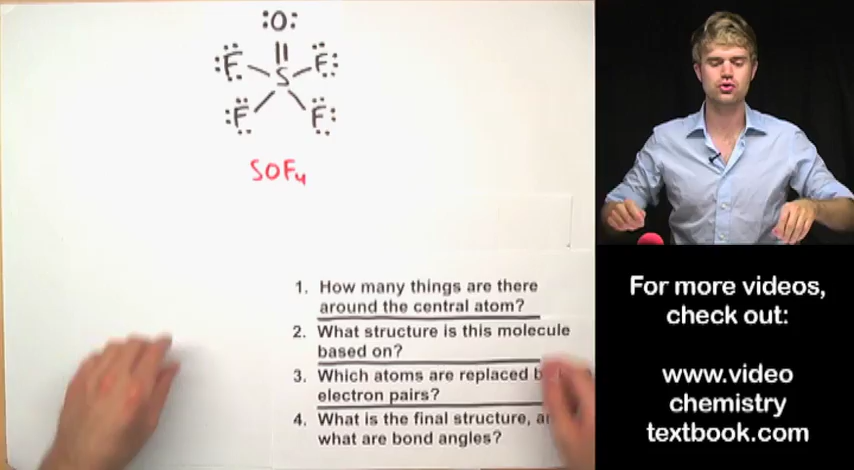 :O:
:F: S :F:
:F: :F:
SOF4
1. How many things are there
around the central atom?
2. What structure is this molecule
based on?
3. Which atoms are replaced
electron pairs?
4. What is the final structure,
what are bond angles?
For more videos,
check out:
www.video
chemistry
textbook.com